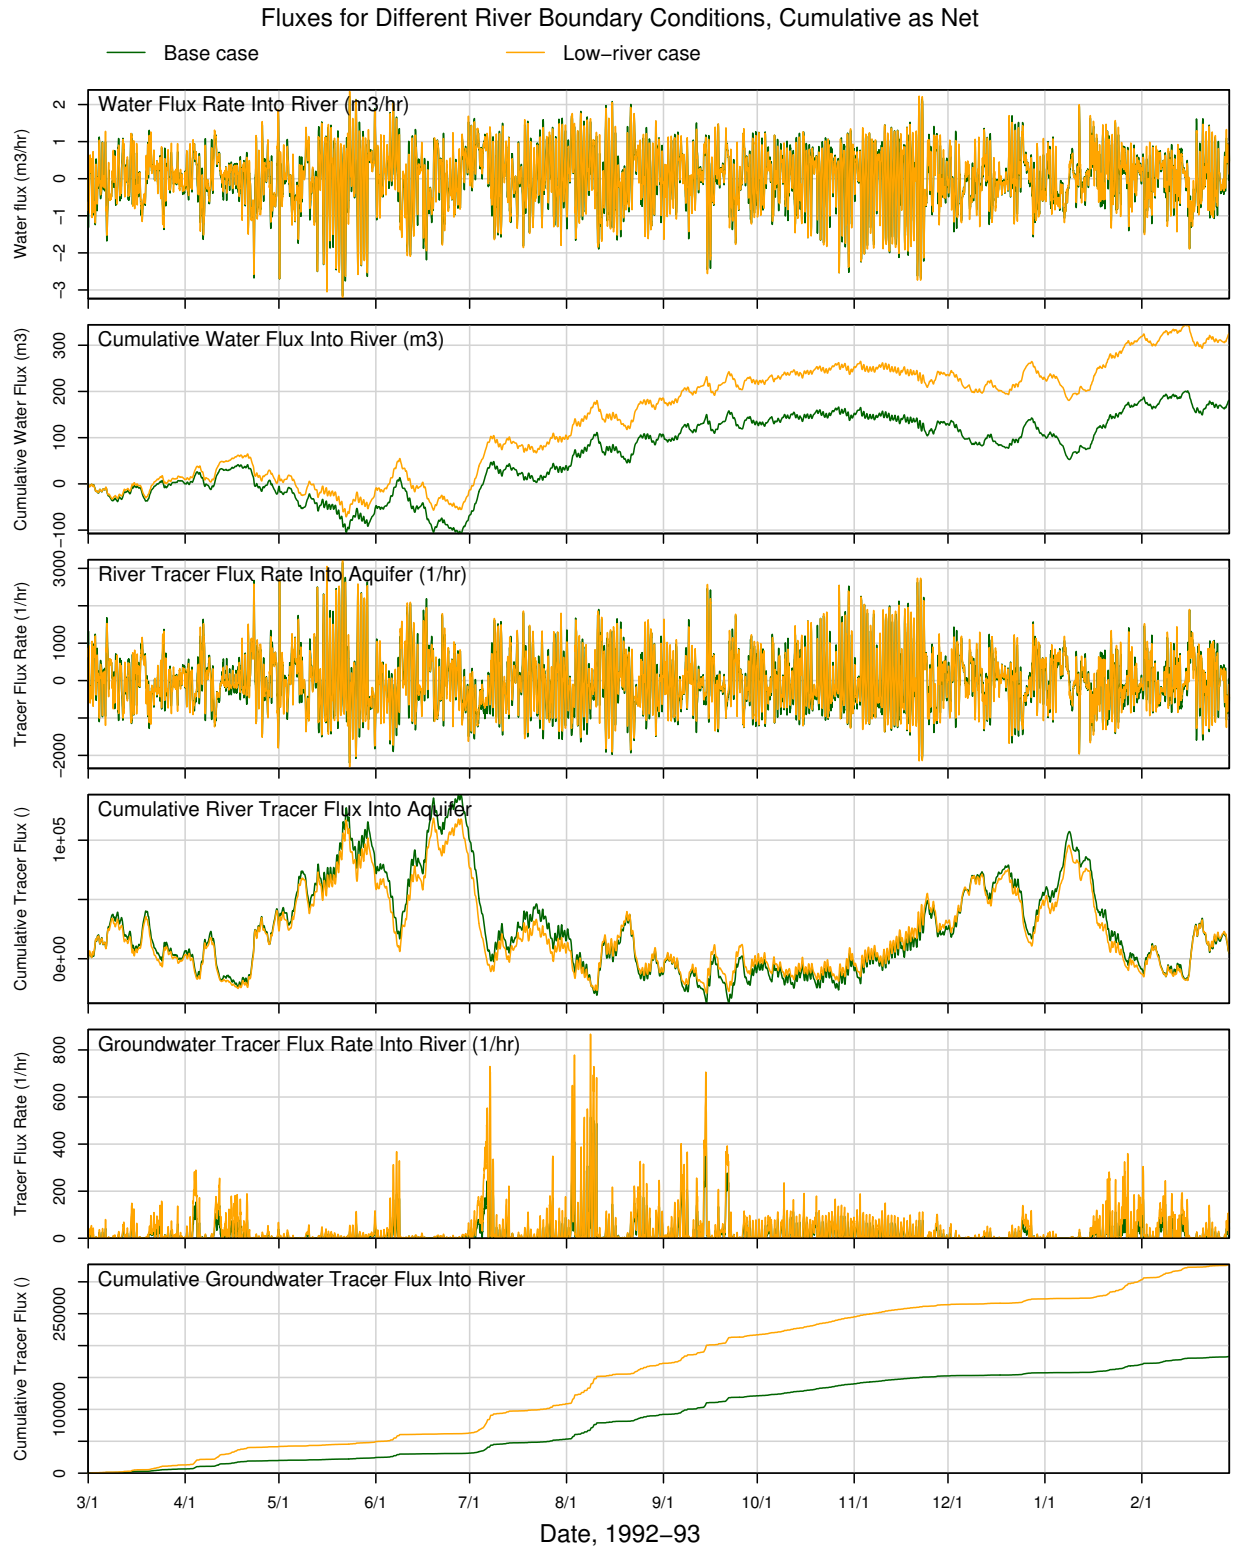 Fluxes for Different River Boundary Conditions, Cumulative as Net
Base case
Low−river case
Water Flux Rate Into River (m3/hr)
Water flux (m3/hr)
2
1
0
−1
−2
−3
Cumulative Water Flux Into River (m3)
Cumulative Water Flux (m3)
300
200
100
0
−100
River Tracer Flux Rate Into Aquifer (1/hr)
Tracer Flux Rate (1/hr)
3000
1000
0
−2000
Cumulative River Tracer Flux Into Aquifer
Cumulative Tracer Flux ()
1e+05
0e+00
Groundwater Tracer Flux Rate Into River (1/hr)
Tracer Flux Rate (1/hr)
800
600
400
200
0
Cumulative Groundwater Tracer Flux Into River
Cumulative Tracer Flux ()
250000
100000
0
3/1 4/1 5/1 6/1 7/1 8/1 9/1 10/1 11/1 12/1 1/1 2/1
Date, 1992−93